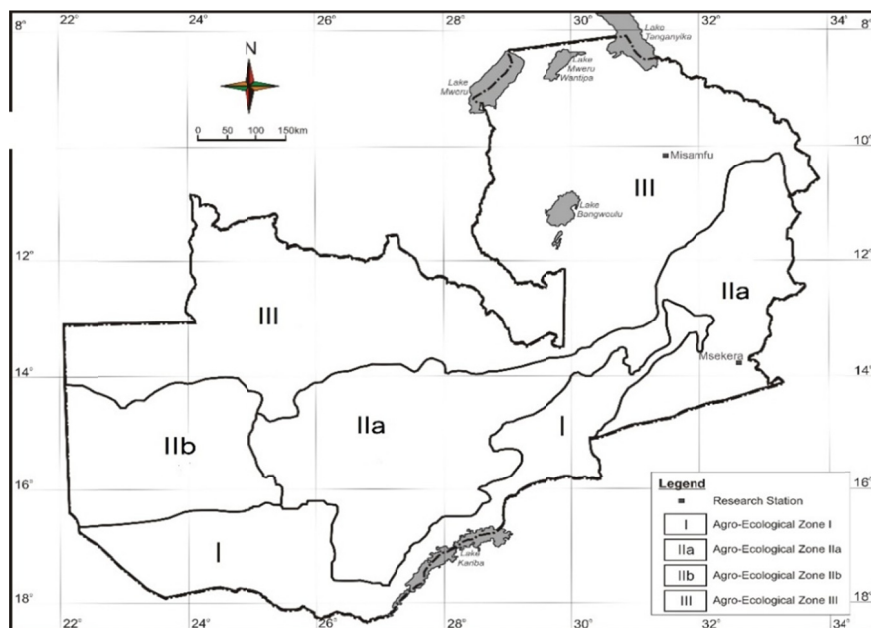 22° 24° 26° 28° 30° 32° 34°
8° 8°
N
0 50 100 150km
Lake
Tanganyika
Lake
Mweru
Wantipa
Lake
Mweru
10° 10°
Misamfu
III
Lake
Bangweulu
12° 12°
IIa
III
Msekera
14° 14°
IIa
I
IIb
16° 16°
I
Lake
Kariba
18° 18°
22° 24° 26° 28° 30° 32° 34°
Legend
Research Station
I Agro-Ecological Zone I
IIa Agro-Ecological Zone IIa
IIb Agro-Ecological Zone IIb
III Agro-Ecological Zone III